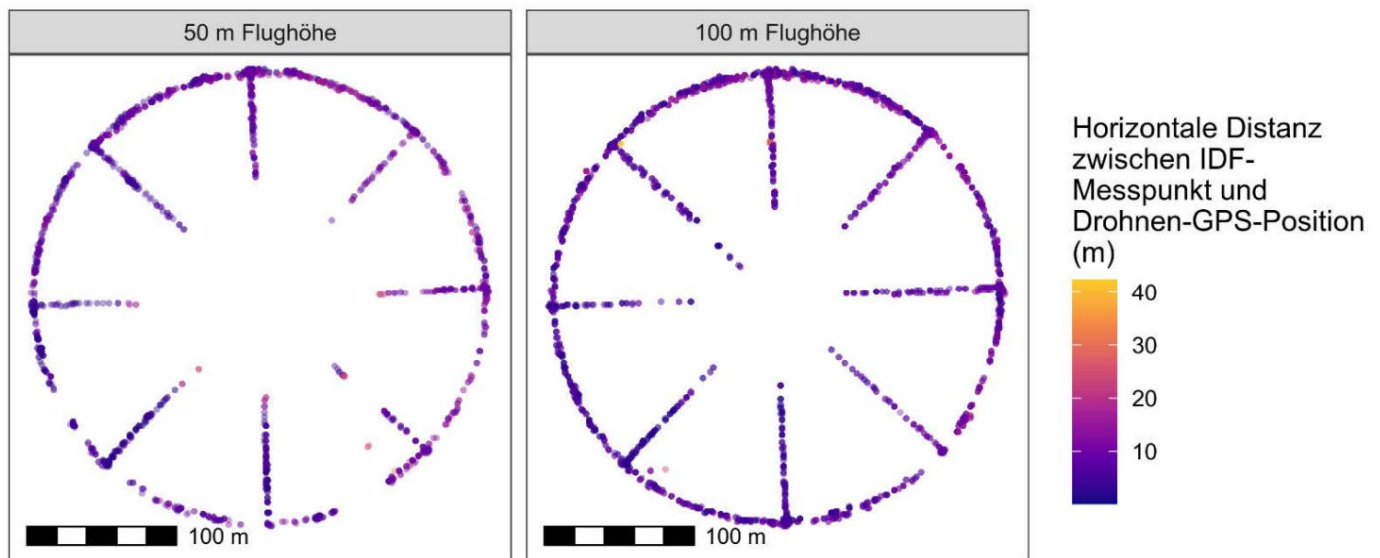 50 m Flughöhe
100 m Flughöhe
Horizontale Distanz
zwischen IDF-
Messpunkt und
Drohnen-GPS-Position
(m)
40
30
20
10
100 m
100 m